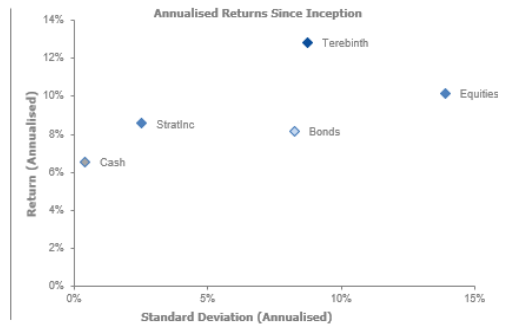 Annualised Returns Since Inception
14%
12%
10%
8%
6%
4%
2%
0%
Return (Annualised)
Terebinth
Equities
StratInc
Bonds
Cash
0%
5%
10%
15%
Standard Deviation (Annualised)